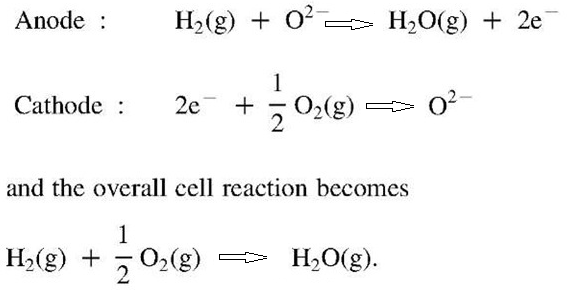 Anode : H₂(g) + O²⁻ ⇒ H₂O(g) + 2e⁻
Cathode : 2e⁻ + 1/2 O₂(g) ⇒ O²⁻
and the overall cell reaction becomes
H₂(g) + 1/2 O₂(g) ⇒ H₂O(g).